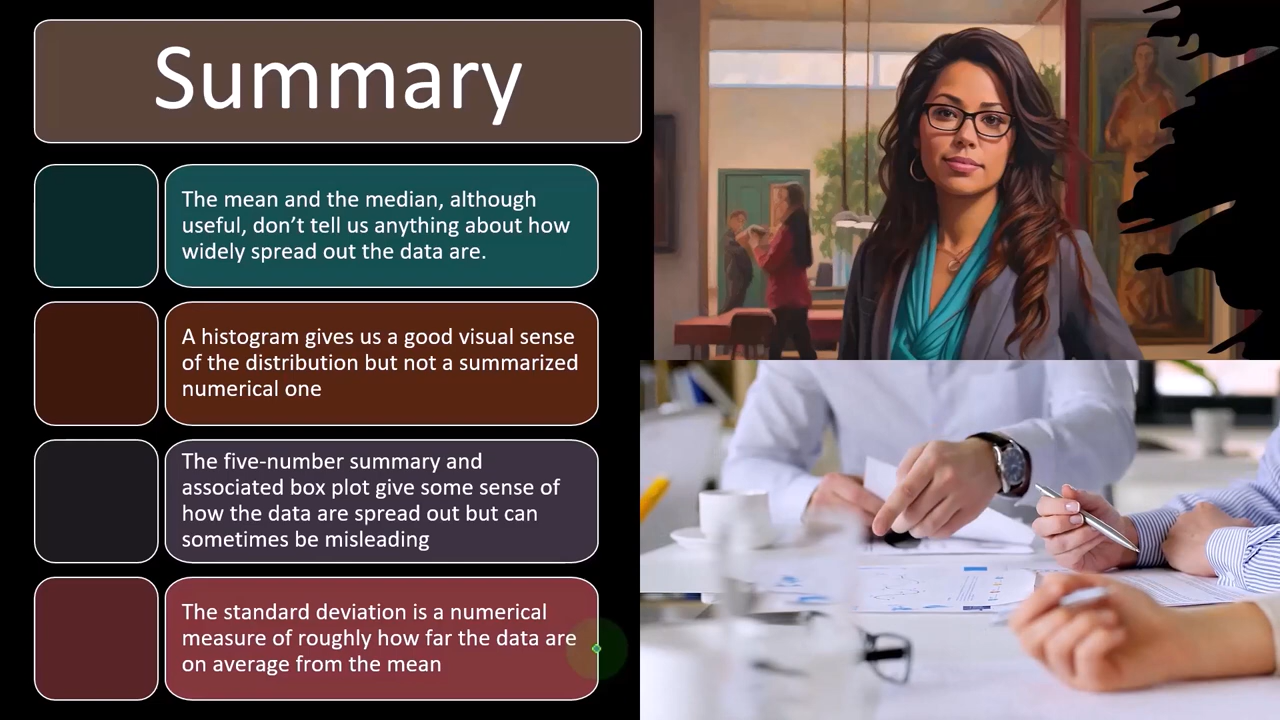 Summary
The mean and the median, although
useful, don’t tell us anything about how
widely spread out the data are.
A histogram gives us a good visual sense
of the distribution but not a summarized
numerical one
The five-number summary and
associated box plot give some sense of
how the data are spread out but can
sometimes be misleading
The standard deviation is a numerical
measure of roughly how far the data are
on average from the mean